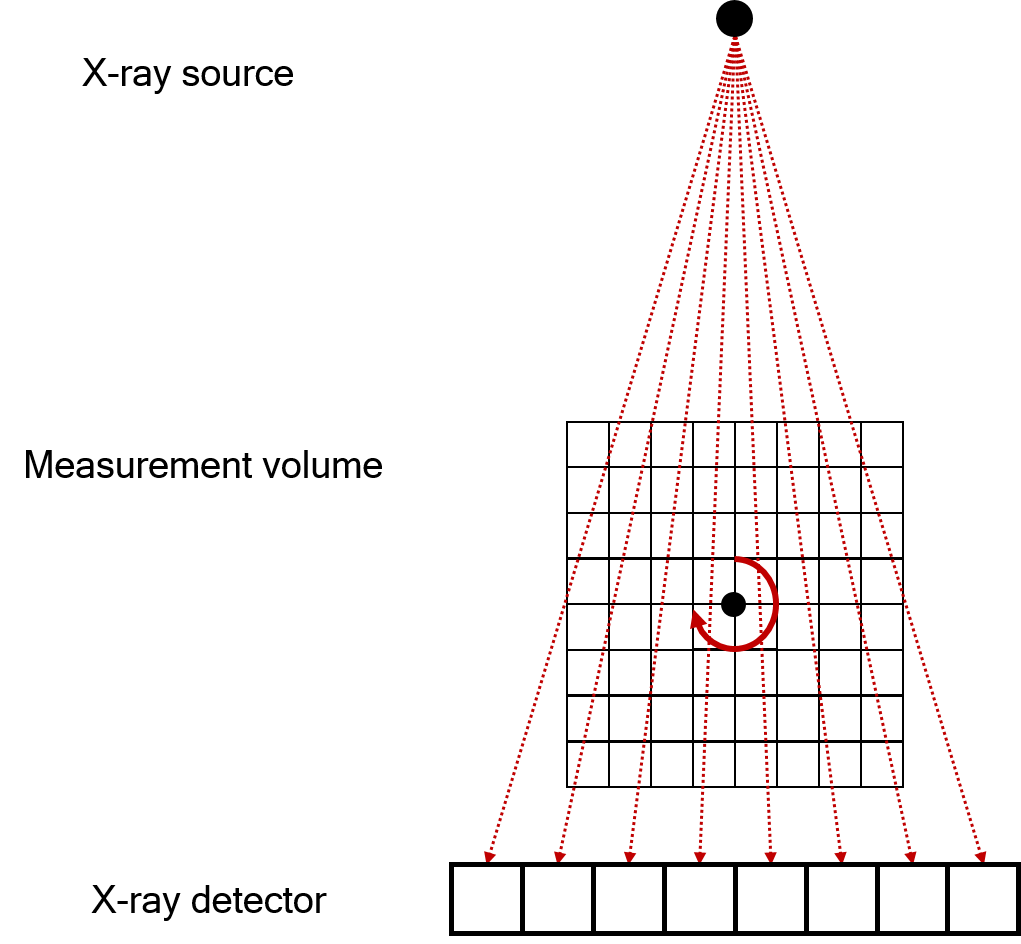 X-ray source
Measurement volume
X-ray detector